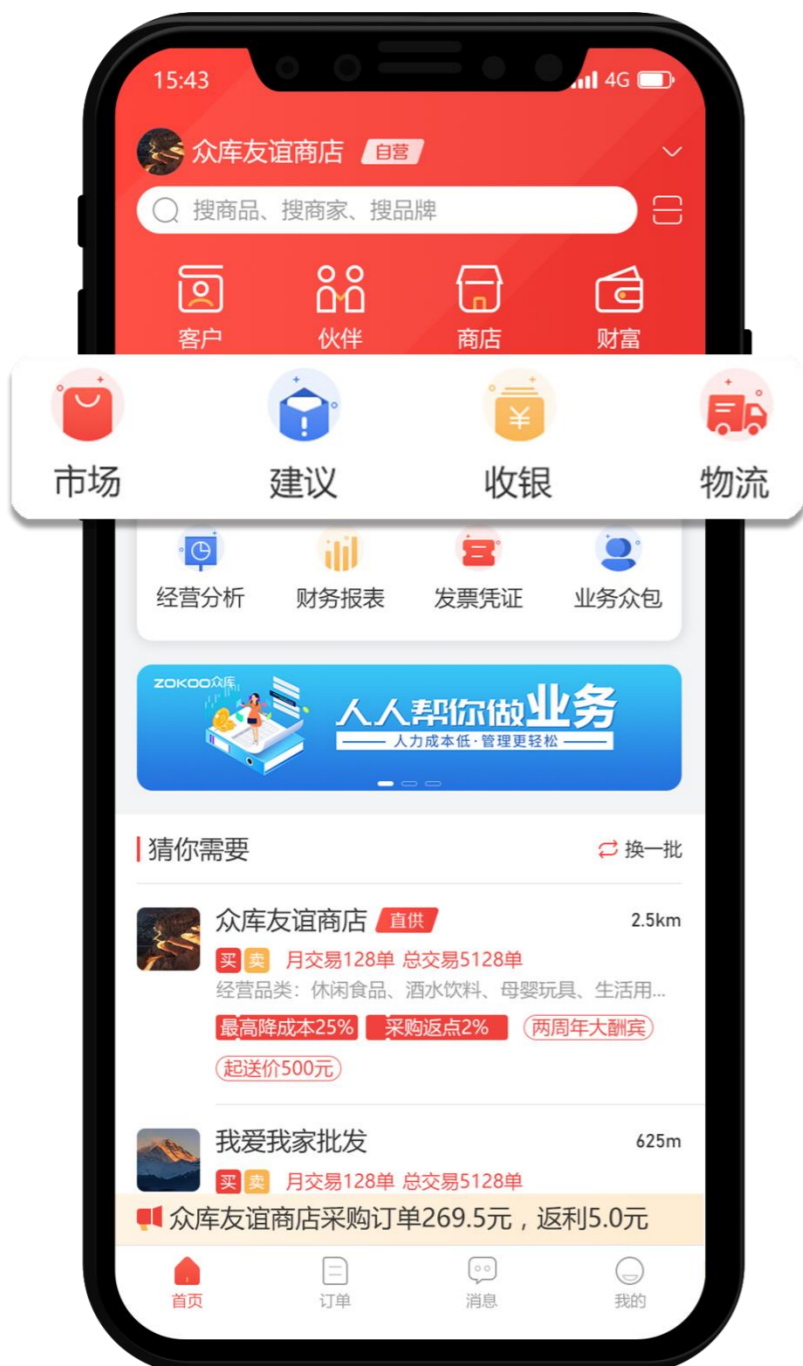 15:43 4G
众库友谊商店 自营
搜商品、搜商家、搜品牌
客户 伙伴 商店 财富
市场 建议 收银 物流
经营分析 财务报表 发票凭证 业务众包
ZOKOO众库
人人帮你做业务
人力成本低·管理更轻松
猜你需要 换一批
众库友谊商店 直供 2.5km
买 卖 月交易128单 总交易5128单
经营品类：休闲食品、酒水饮料、母婴玩具、生活用...
最高降成本25% 采购返点2% 两周年大酬宾
起送价500元
我爱我家批发 625m
买 卖 月交易128单 总交易5128单
众库友谊商店采购订单269.5元，返利5.0元
首页 订单 消息 我的